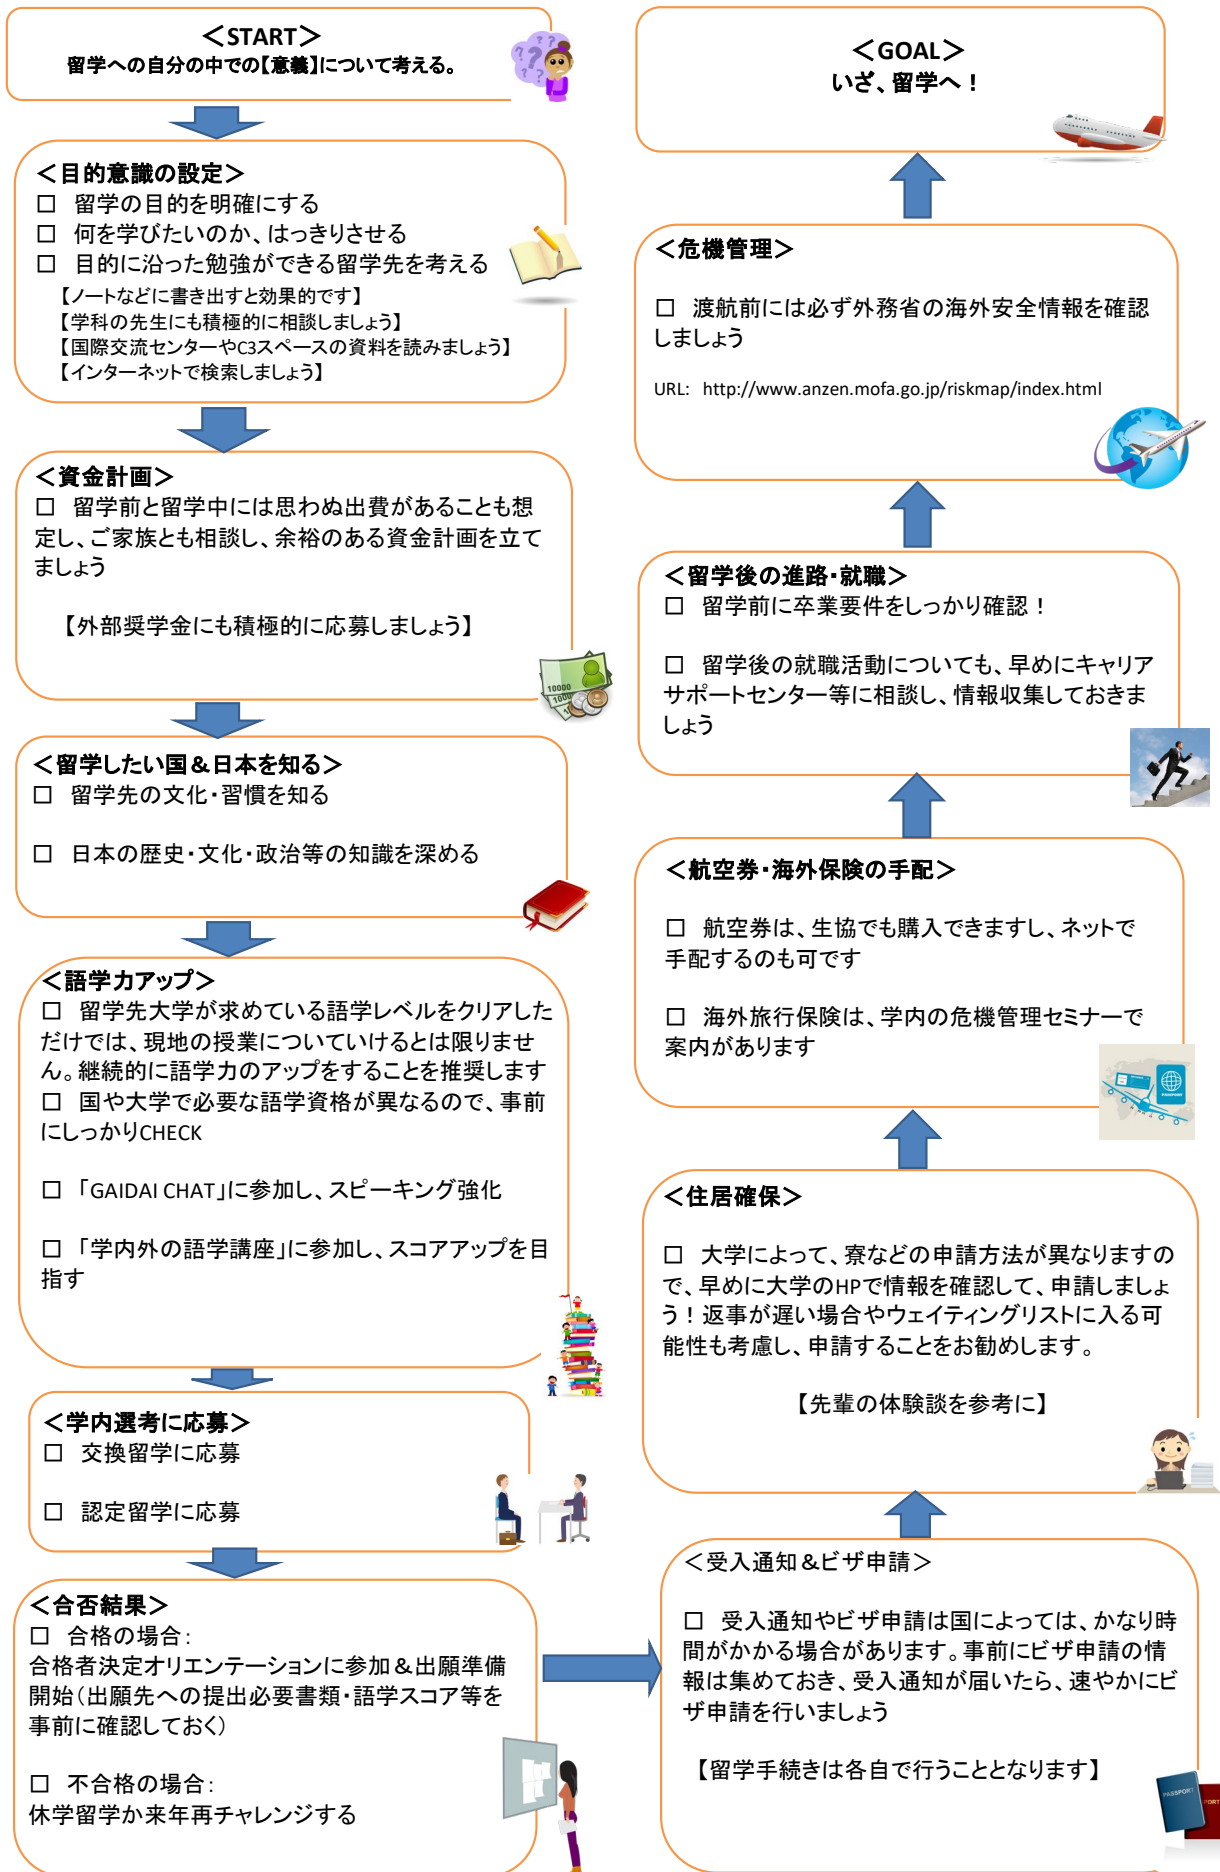 ＜START＞
留学への自分の中での【意義】について考える。
＜目的意識の設定＞
□ 留学の目的を明確にする
□ 何を学びたいのか、はっきりさせる
□ 目的に沿った勉強ができる留学先を考える
【ノートなどに書き出すと効果的です】
【学科の先生にも積極的に相談しましょう】
【国際交流センターやC3スペースの資料を読みましょう】
【インターネットで検索しましょう】
＜資金計画＞
□ 留学前と留学中には思わぬ出費があることも想
定し、ご家族とも相談し、余裕のある資金計画を立て
ましょう
【外部奨学金にも積極的に応募しましょう】
10000
＜留学したい国＆日本を知る＞
□ 留学先の文化・習慣を知る
□ 日本の歴史・文化・政治等の知識を深める
＜語学力アップ＞
□ 留学先大学が求めている語学レベルをクリアした
だけでは、現地の授業についていけるとは限りませ
ん。継続的に語学力のアップをすることを推奨します
□ 国や大学で必要な語学資格が異なるので、事前
にしっかりCHECK
□ 「GAIDAI CHAT」に参加し、スピーキング強化
□ 「学内外の語学講座」に参加し、スコアアップを目
指す
＜学内選考に応募＞
□ 交換留学に応募
□ 認定留学に応募
＜合否結果＞
□ 合格の場合：
合格者決定オリエンテーションに参加＆出願準備
開始（出願先への提出必要書類・語学スコア等を
事前に確認しておく）
□ 不合格の場合：
休学留学か来年再チャレンジする
＜受入通知＆ビザ申請＞
□ 受入通知やビザ申請は国によっては、かなり時
間がかかる場合があります。事前にビザ申請の情
報は集めておき、受入通知が届いたら、速やかにビ
ザ申請を行いましょう
【留学手続きは各自で行うこととなります】
PASSPORT
PORT
＜住居確保＞
□ 大学によって、寮などの申請方法が異なりますの
で、早めに大学のHPで情報を確認して、申請しましょ
う！返事が遅い場合やウェイティングリストに入る可
能性も考慮し、申請することをお勧めします。
【先輩の体験談を参考に】
＜航空券・海外保険の手配＞
□ 航空券は、生協でも購入できますし、ネットで
手配するのも可です
□ 海外旅行保険は、学内の危機管理セミナーで
案内があります
PASSPORT
＜留学後の進路・就職＞
□ 留学前に卒業要件をしっかり確認！
□ 留学後の就職活動についても、早めにキャリア
サポートセンター等に相談し、情報収集しておきま
しょう
＜危機管理＞
□ 渡航前には必ず外務省の海外安全情報を確認
しましょう
URL: http://www.anzen.mofa.go.jp/riskmap/index.html
＜GOAL＞
いざ、留学へ！